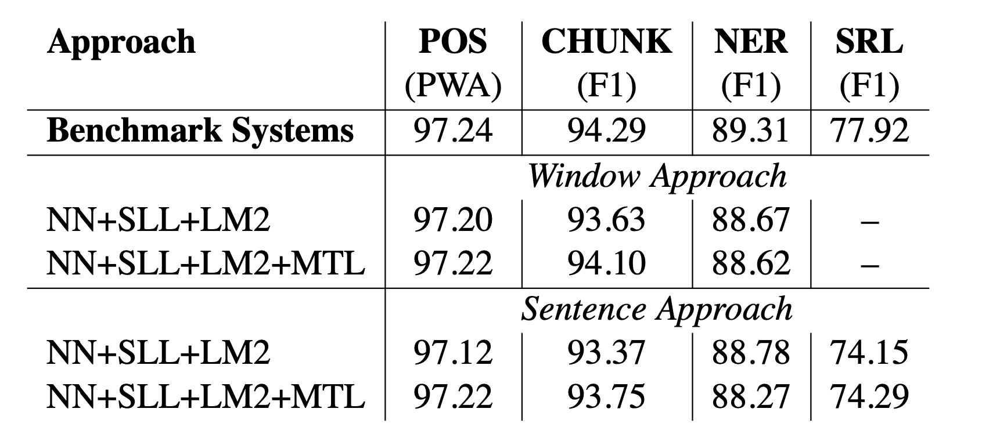 Approach POS CHUNK NER SRL
(PWA) (F1) (F1) (F1)
Benchmark Systems 97.24 94.29 89.31 77.92
Window Approach
NN+SLL+LM2 97.20 93.63 88.67 –
NN+SLL+LM2+MTL 97.22 94.10 88.62 –
Sentence Approach
NN+SLL+LM2 97.12 93.37 88.78 74.15
NN+SLL+LM2+MTL 97.22 93.75 88.27 74.29